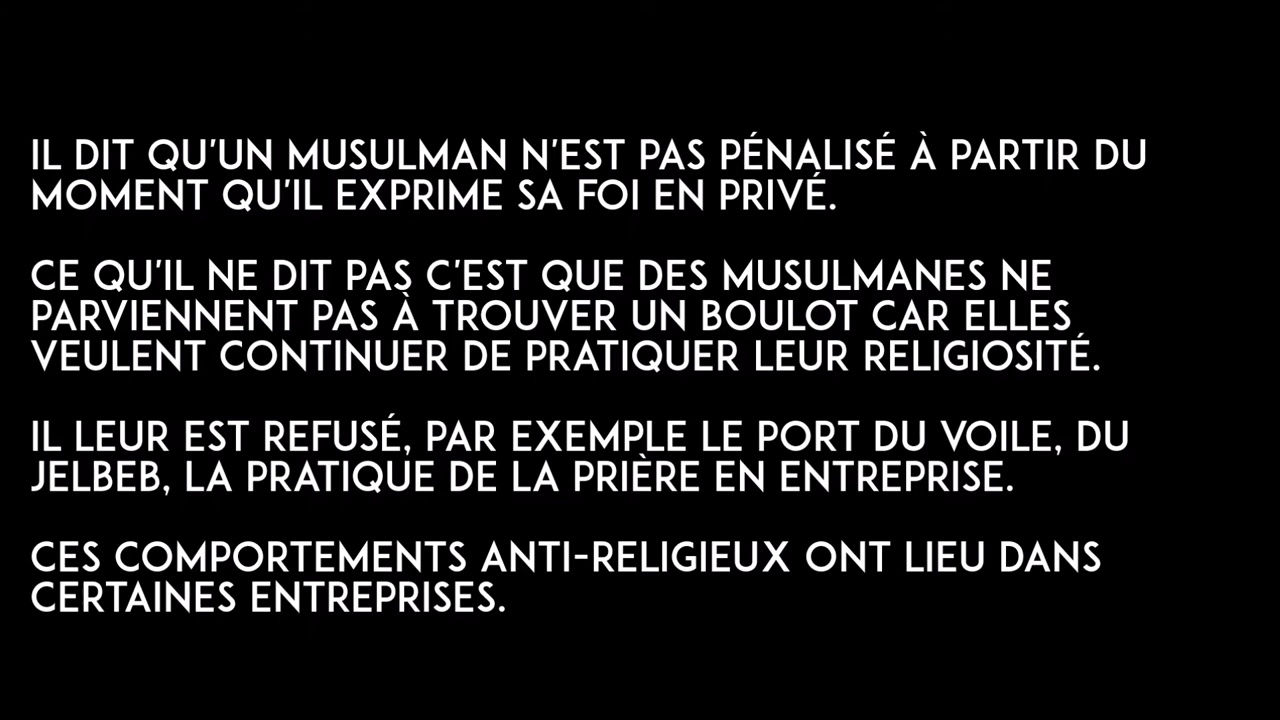 IL DIT QU'UN MUSULMAN N'EST PAS PÉNALISÉ À PARTIR DU
MOMENT QU'IL EXPRIME SA FOI EN PRIVÉ.
CE QU'IL NE DIT PAS C'EST QUE DES MUSULMANES NE
PARVIENNENT PAS À TROUVER UN BOULOT CAR ELLES
VEULENT CONTINUER DE PRATIQUER LEUR RELIGIOSITÉ.
IL LEUR EST REFUSÉ, PAR EXEMPLE LE PORT DU VOILE, DU
JELBEB, LA PRATIQUE DE LA PRIÈRE EN ENTREPRISE.
CES COMPORTEMENTS ANTI-RELIGIEUX ONT LIEU DANS
CERTAINES ENTREPRISES.